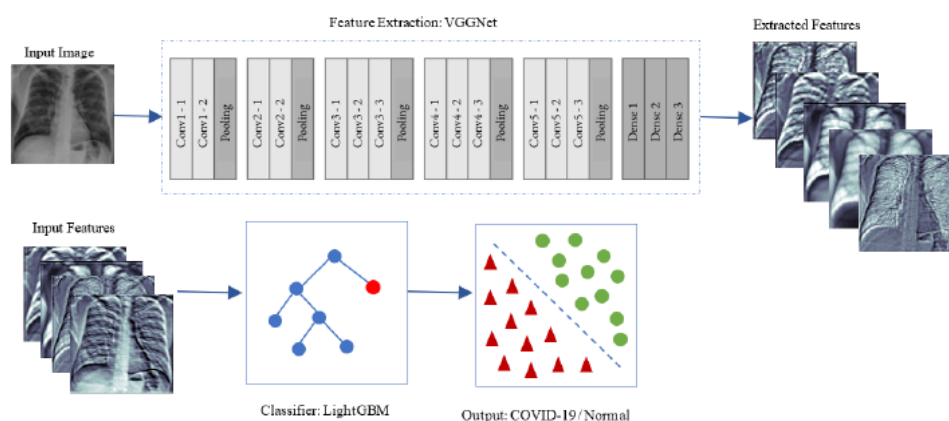 Feature Extraction: VGGNet
Extracted Features
Input Image
Conv1 - 1
Conv1 - 2
Pooling
Conv2 - 1
Conv2 - 2
Pooling
Conv3 - 1
Conv3 - 2
Conv3 - 3
Pooling
Conv4 - 1
Conv4 - 2
Conv4 - 3
Pooling
Conv5 - 1
Conv5 - 2
Conv5 - 3
Pooling
Dense 1
Dense 2
Dense 3
Input Features
Classifier: LightGBM
Output: COVID-19/Normal